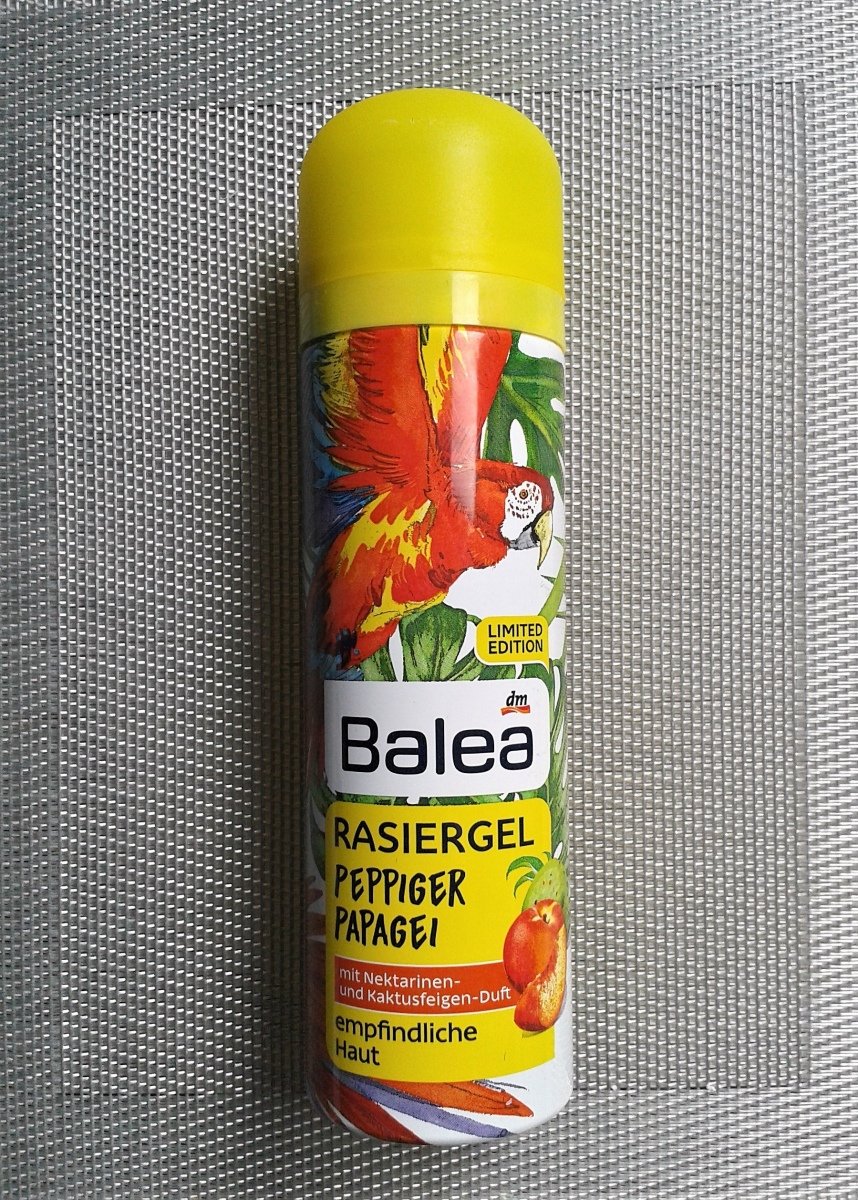 LIMITED
EDITION
dm
Balea
RASIERGEL
PEPPIGER
PAPAGEI
mit Nektarinen-
und Kaktusfeigen-Duft
empfindliche
Haut